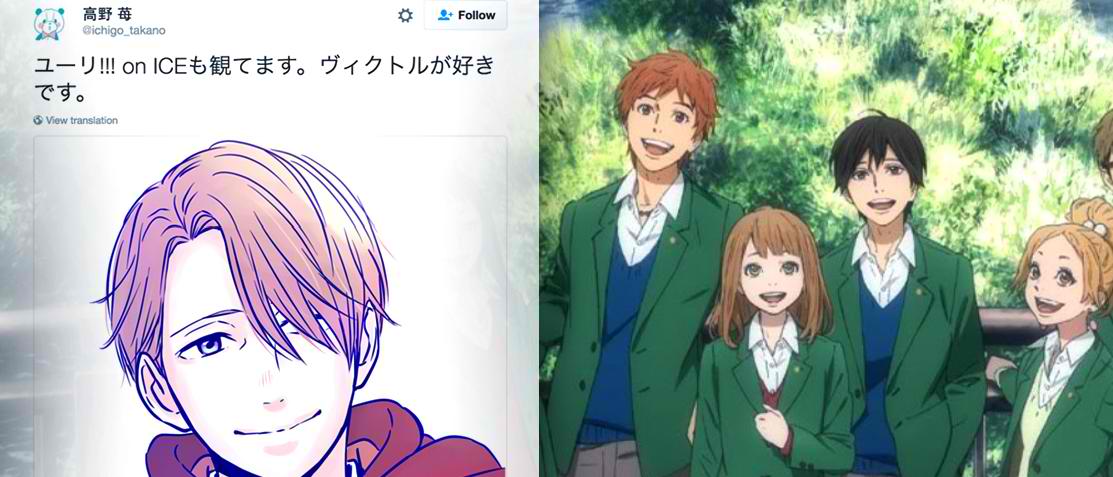 高野 苺
Follow
@ichigo_takano
ユーリ!!! on ICEも観てます。ヴィクトルが好き
です。
View translation